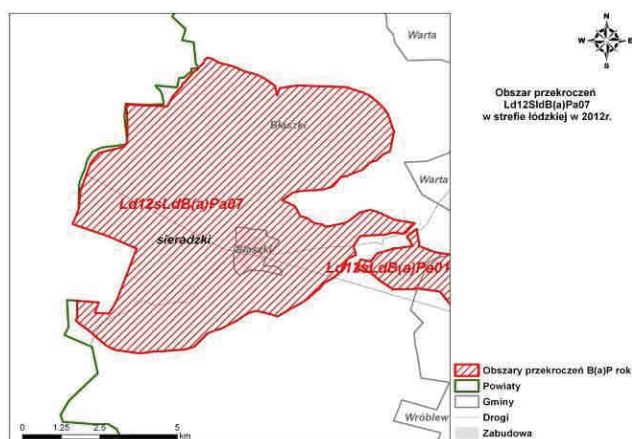 Warta
N
W E
S
Obszar przekroczeń
Ld12SldB(a)Pa07
w strefie łódzkiej w 2012r.
Błaszki
Warta
Ld12sLdB(a)Pa07
sieradzki
Błaszki
Ld12sLdB(a)Pa01
Obszary przekroczeń B(a)P rok
Powiaty
Gminy
Drogi
Zabudowa
Wróblew
0 1.25 2.5 5
km